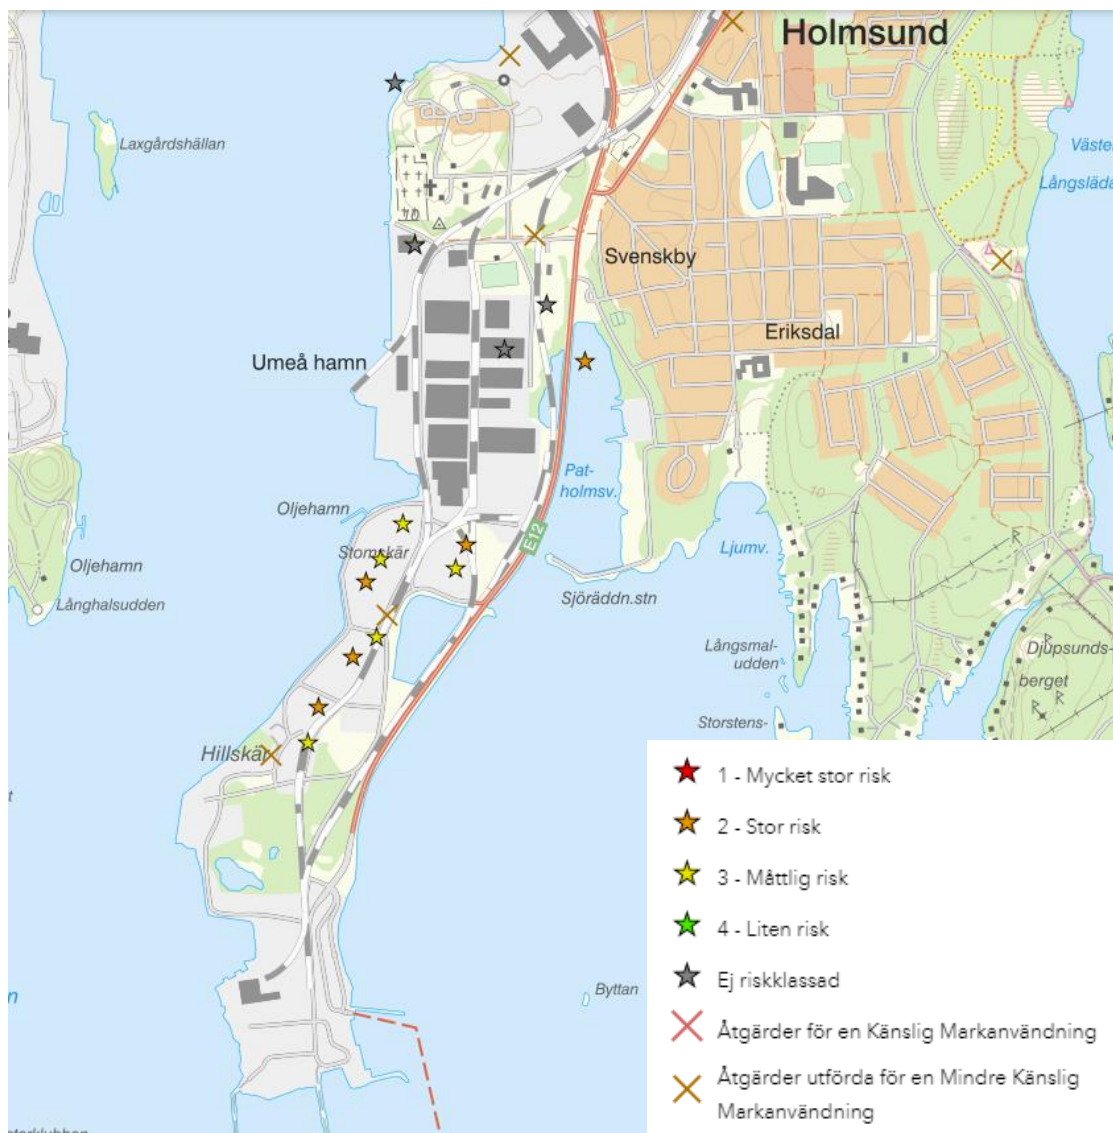 Holmsund
Laxgårdshällan
Väste
Långsläda
Svenskby
Eriksdal
Umeå hamn
Pat-
holmsv.
10
Oljehamn
E12
Ljumv.
Stomskär
Oljehamn
Långhalsudden
Sjöräddn.stn
Långsmal-
udden
Djupsunds-
berget
Storstens-
Hillskär
Byttan
n
1 - Mycket stor risk
2 - Stor risk
3 - Måttlig risk
4 - Liten risk
Ej riskklassad
Åtgärder för en Känslig Markanvändning
Åtgärder utförda för en Mindre Känslig
Markanvändning